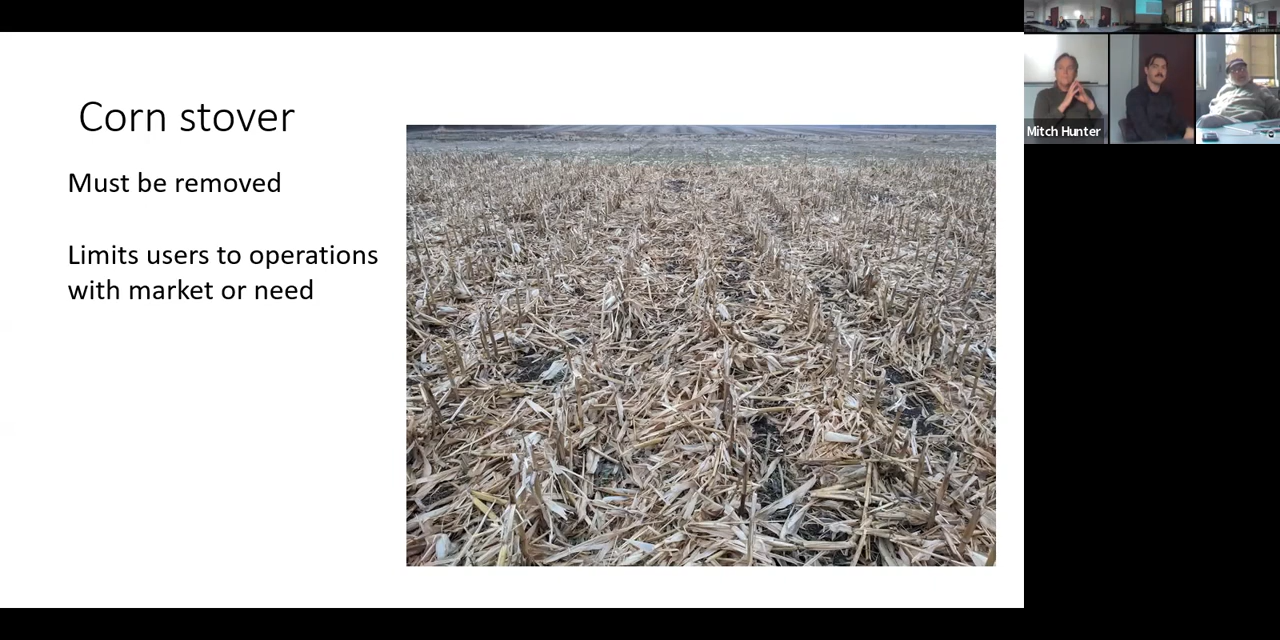 Corn stover
Must be removed
Limits users to operations
with market or need
Mitch Hunter